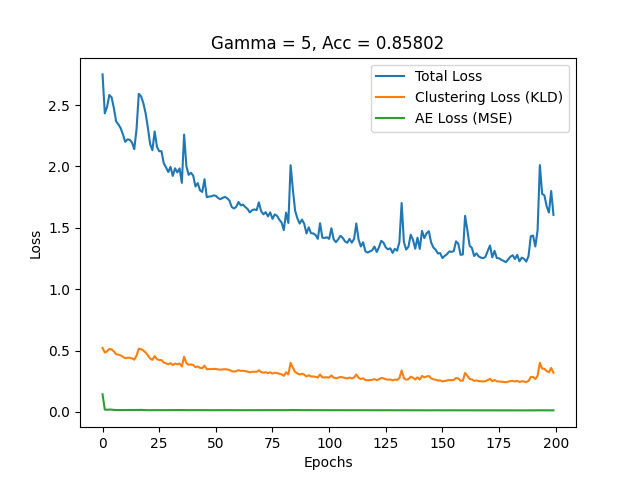 Gamma = 5, Acc = 0.85802
Total Loss
Clustering Loss (KLD)
AE Loss (MSE)
Loss
2.5
2.0
1.5
1.0
0.5
0.0
0 25 50 75 100 125 150 175 200
Epochs